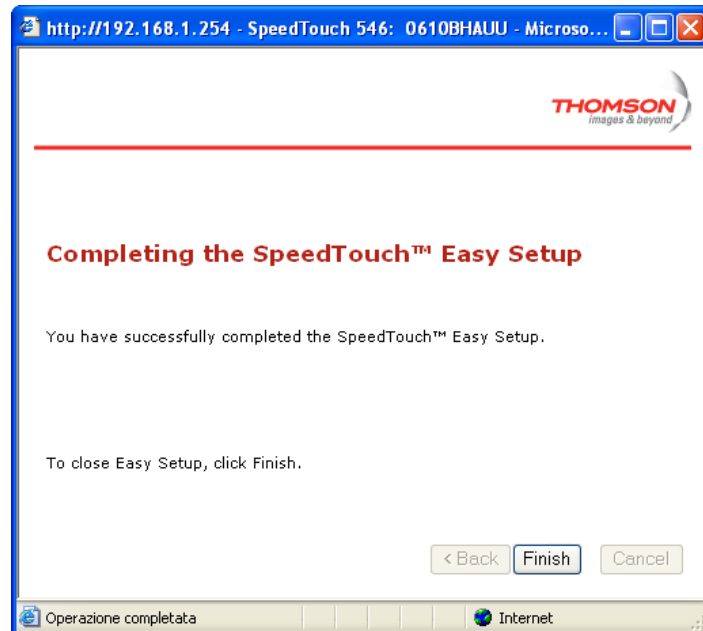 http://192.168.1.254 - SpeedTouch 546: 0610BHAUU - Microso...
THOMSON
images & beyond
Completing the SpeedTouch™ Easy Setup
You have successfully completed the SpeedTouch™ Easy Setup.
To close Easy Setup, click Finish.
< Back Finish Cancel
Operazione completata Internet